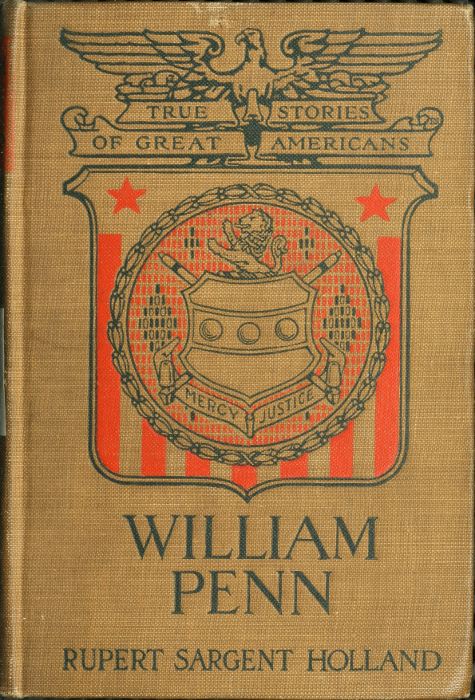 TRUE STORIES
OF GREAT AMERICANS
MERCY JUSTICE
WILLIAM
PENN
RUPERT SARGENT HOLLAND